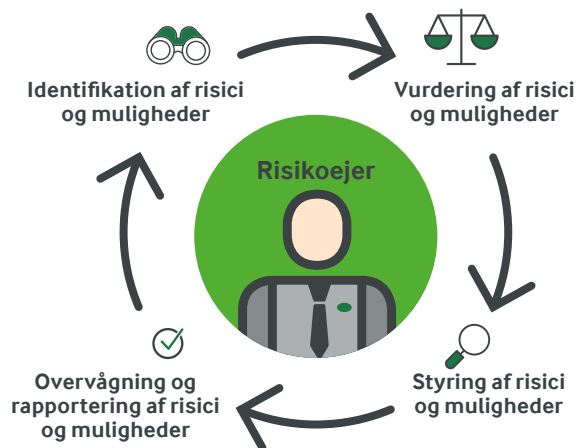 Identifikation af risici
og muligheder
Vurdering af risici
og muligheder
Risikoejer
Styring af risici
og muligheder
Overvågning og
rapportering af risici
og muligheder